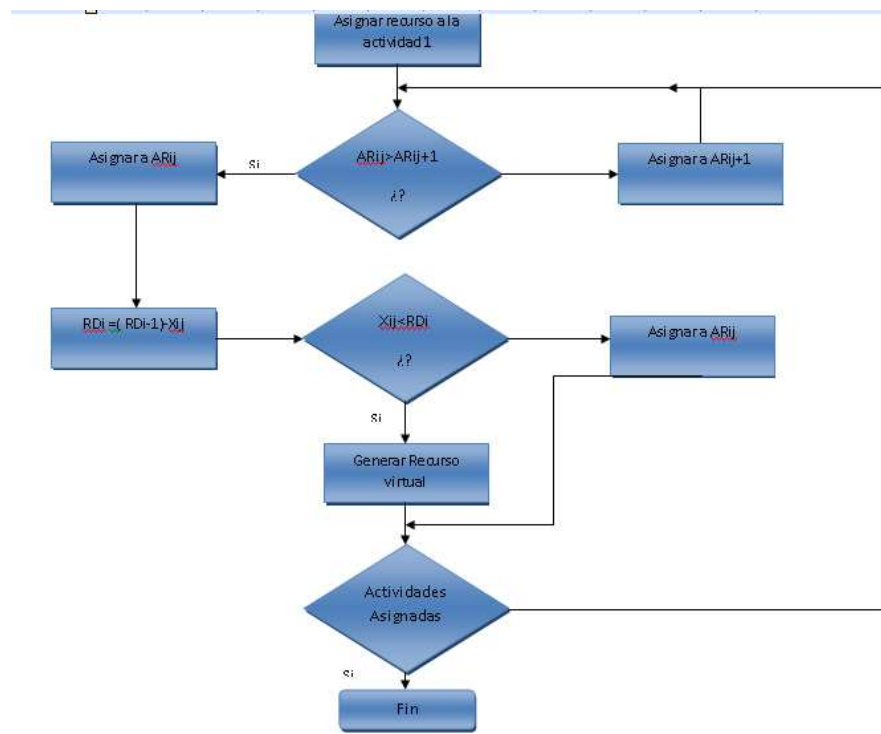 Asignar recurso a la
actividad 1
Si
Asignar a ARij
ARij>ARij+1
¿?
Asignar a ARij+1
RDi =( RDi-1)-Xij
Xij<RDi
¿?
Asignar a ARij
Si
Generar Recurso
virtual
Actividades
Asignadas
Si
Fin